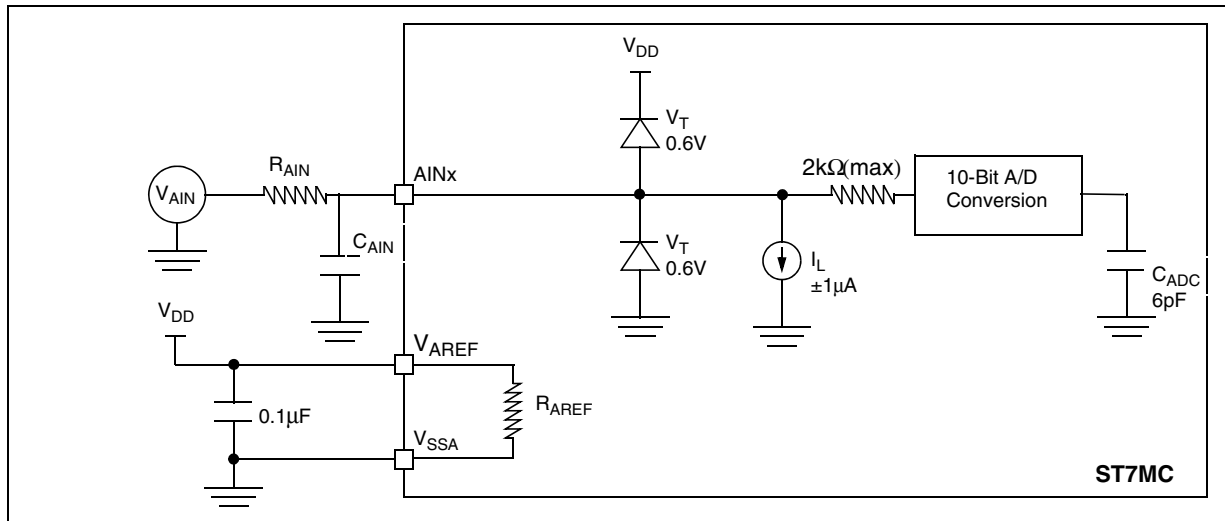 V_DD
V_T
0.6V
R_AIN
AINx
2kΩ(max)
10-Bit A/D
Conversion
V_AIN
C_AIN
V_T
0.6V
I_L
±1μA
C_ADC
6pF
V_DD
V_AREF
0.1μF
R_AREF
V_SSA
ST7MC